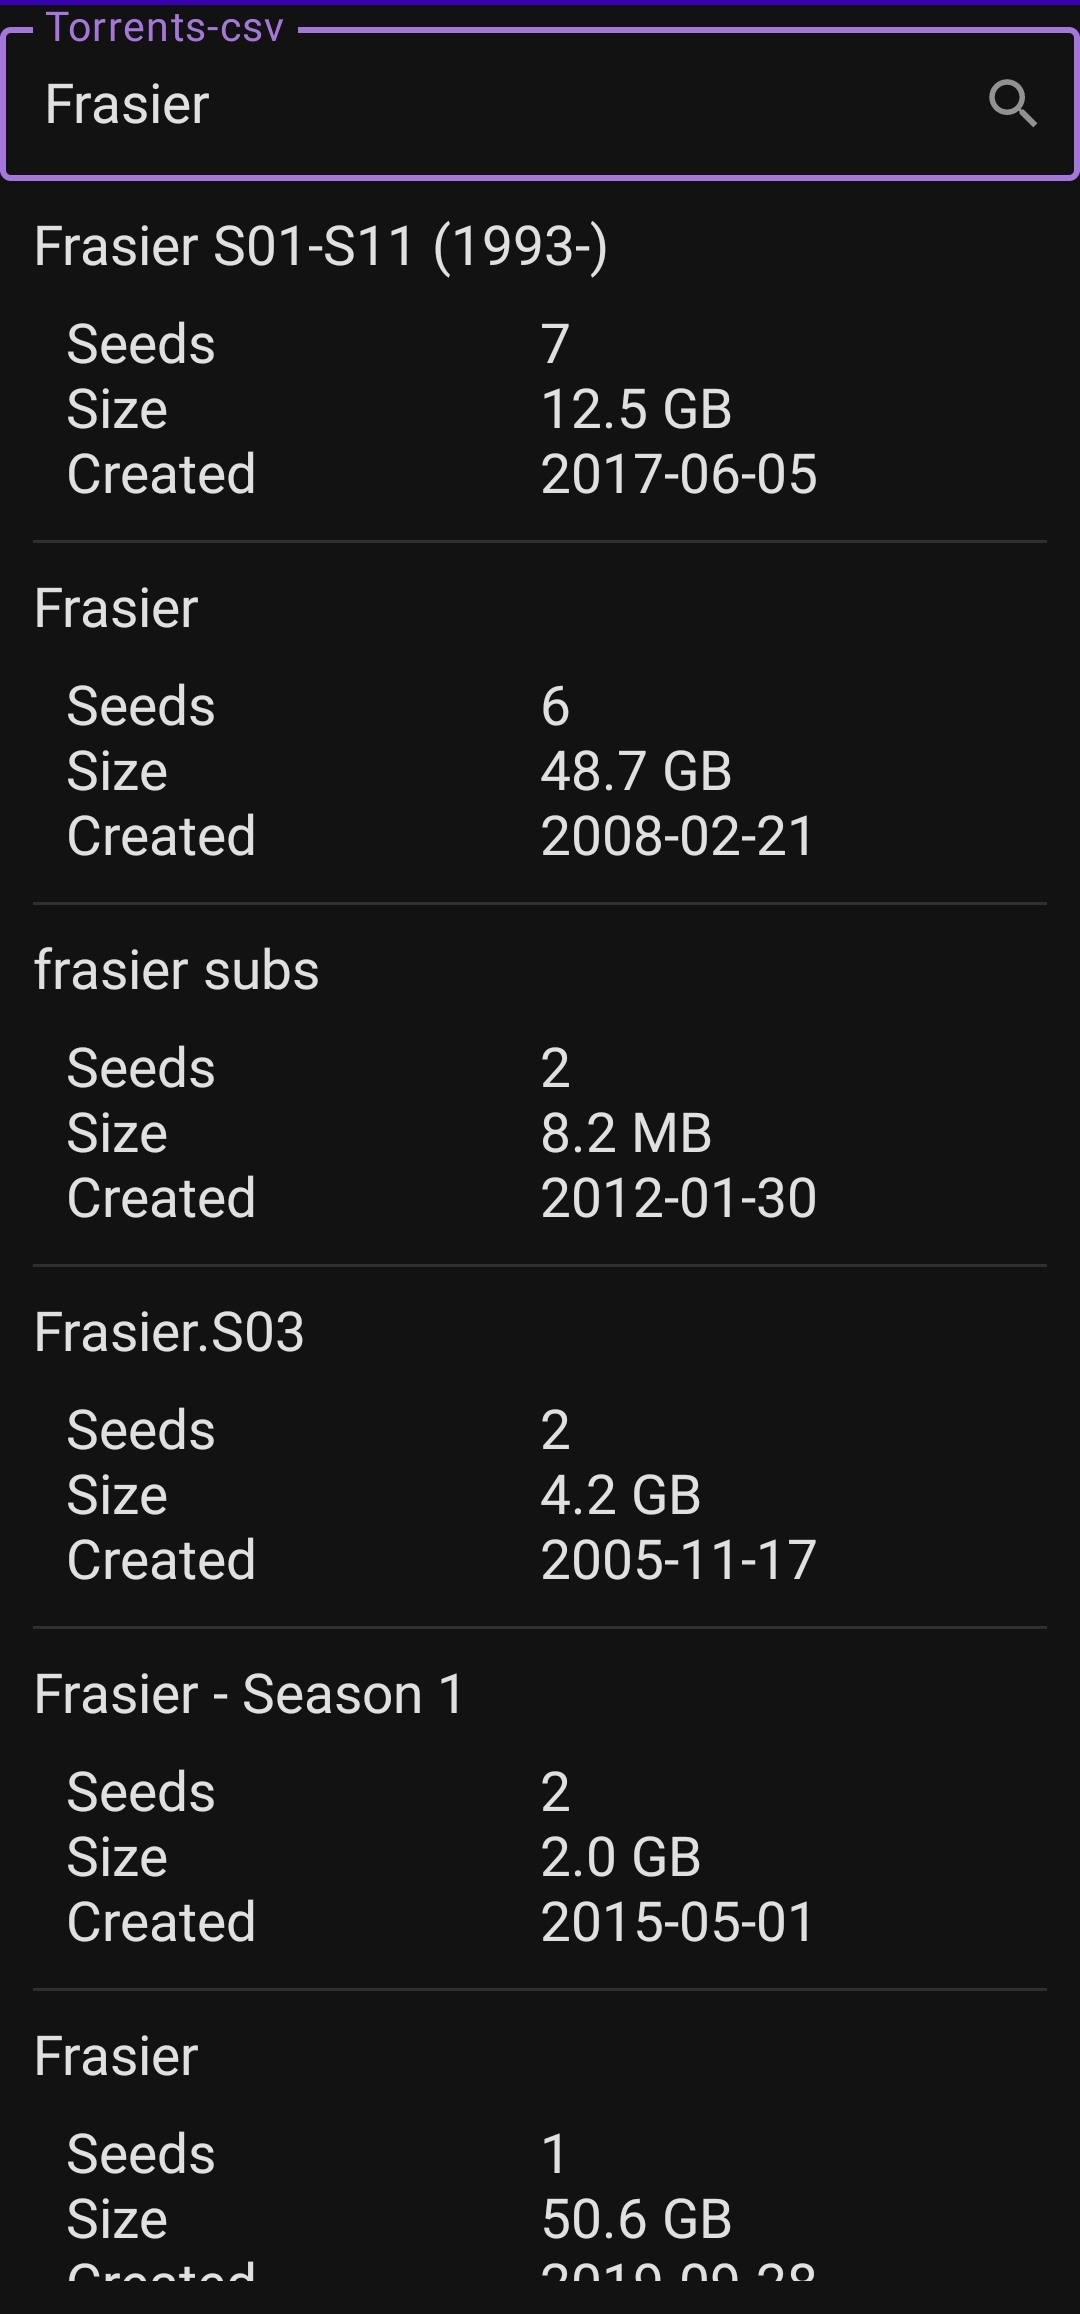 Torrents-csv
Frasier
Frasier S01-S11 (1993-)
Seeds 7
Size 12.5 GB
Created 2017-06-05
Frasier
Seeds 6
Size 48.7 GB
Created 2008-02-21
frasier subs
Seeds 2
Size 8.2 MB
Created 2012-01-30
Frasier.S03
Seeds 2
Size 4.2 GB
Created 2005-11-17
Frasier - Season 1
Seeds 2
Size 2.0 GB
Created 2015-05-01
Frasier
Seeds 1
Size 50.6 GB
Created